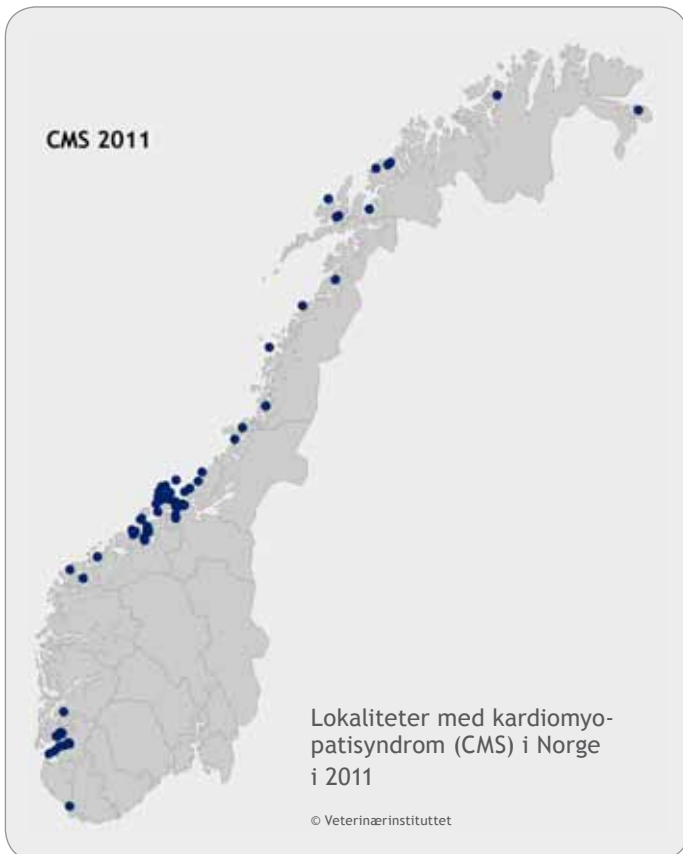 CMS 2011
Lokaliteter med kardiomyo-
patisyndrom (CMS) i Norge
i 2011
© Veterinærinstituttet